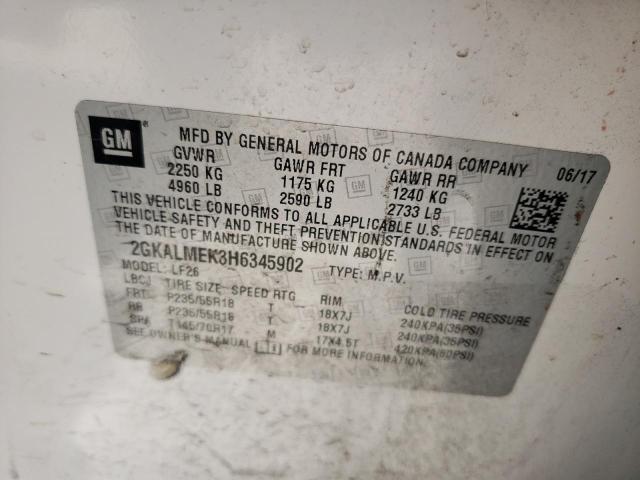 GM
MFD BY GENERAL MOTORS OF CANADA COMPANY 06/17
GVWR GAWR FRT GAWR RR
2250 KG 1175 KG 1240 KG
4960 LB 2590 LB 2733 LB
THIS VEHICLE CONFORMS TO ALL APPLICABLE U.S. FEDERAL MOTOR
VEHICLE SAFETY AND THEFT PREVENTION STANDARDS IN EFFECT ON
THE DATE OF MANUFACTURE SHOWN ABOVE.
2GKALMEK3H6345902 TYPE: M.P.V.
MODEL: LF26
LBCJ TIRE SIZE SPEED RTG RIM COLD TIRE PRESSURE
FRT P235/55R18 T 18X7J 240KPA(35PSI)
RR P235/55R18 T 18X7J 240KPA(35PSI)
SPA T145/70R17 M 17X4.5T 420KPA(60PSI)
SEE OWNER'S MANUAL FOR MORE INFORMATION.